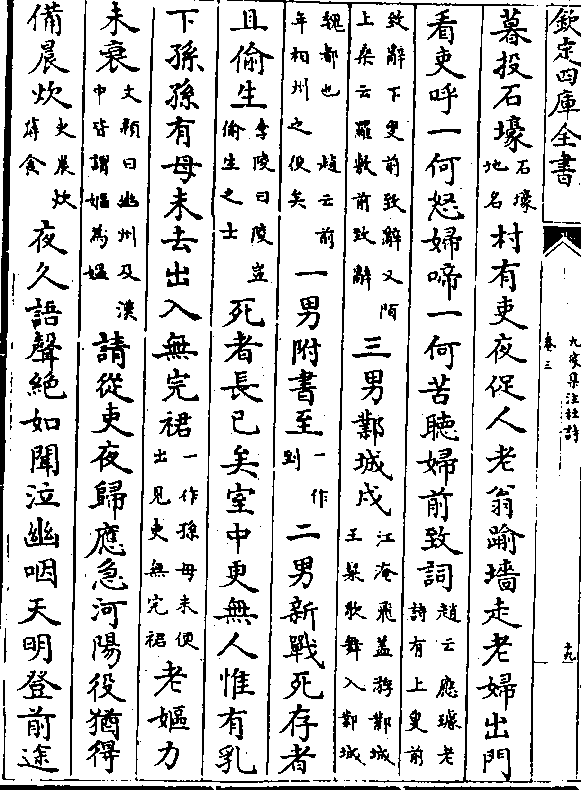 欽定四庫全書
九家集注杜詩
卷三
十九
暮投石壕石壕地名村有吏夜促人老翁踰墻走老婦出門
看吏呼一何怒婦啼一何苦聽婦前致詞趙云應璩老詩有上叟前
致辭下叟前致辭又陌上桑云羅敷前致辭三男鄴城戍江淹飛蓋游鄴城王粲歌舞入鄴城
魏都也 趙云前年相州之便矣一男附書至一作到二男新戰死存者
且偷生李陵曰陵豈偷生之士死者長已矣室中更無人惟有乳
下孫孫有母未去出入無完裙一作孫母未便出見吏無完裙老嫗力
未衰文穎曰幽州及漢中皆謂嫗為媼請從吏夜歸應急河陽役猶得
備晨炊史晨炊蓐食夜久語聲絕如聞泣幽咽天明登前途